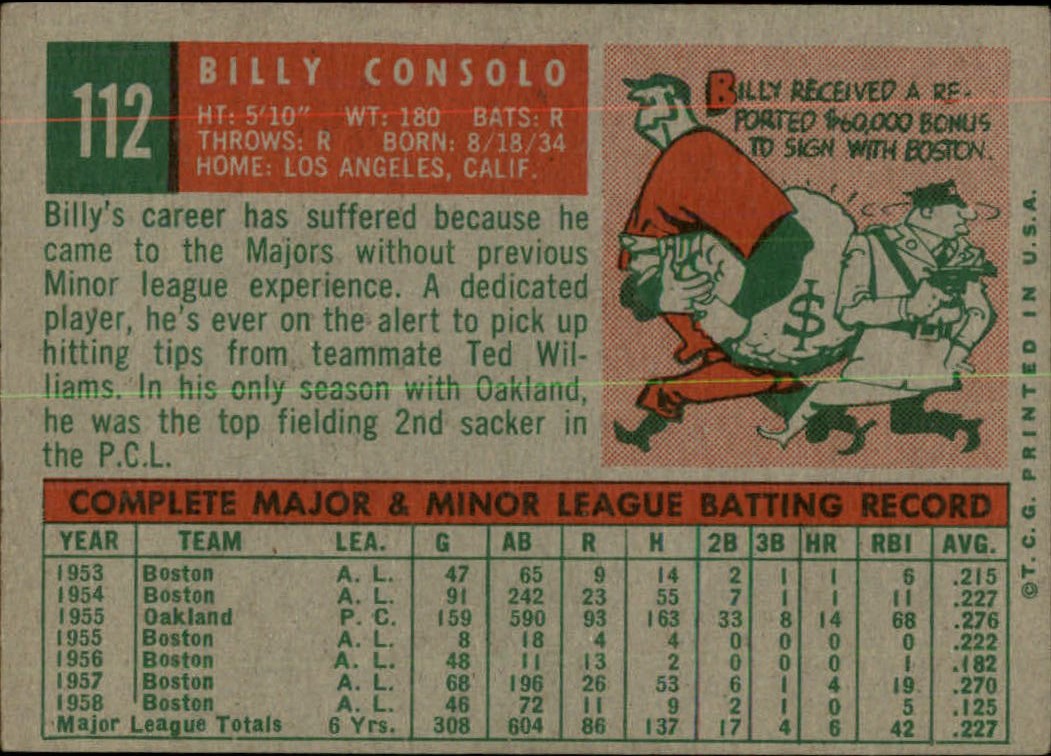 112
BILLY CONSOLO
HT: 5'10" WT: 180 BATS: R
THROWS: R BORN: 8/18/34
HOME: LOS ANGELES, CALIF.
BILLY RECEIVED A RE-
PORTED $60,000 BONUS
TO SIGN WITH BOSTON.
$
Billy's career has suffered because he
came to the Majors without previous
Minor league experience. A dedicated
player, he's ever on the alert to pick up
hitting tips from teammate Ted Wil-
liams. In his only season with Oakland,
he was the top fielding 2nd sacker in
the P.C.L.
COMPLETE MAJOR & MINOR LEAGUE BATTING RECORD
YEAR TEAM LEA. G AB R H 2B 3B HR RBI AVG.
1953 Boston A. L. 47 65 9 14 2 1 1 6 .215
1954 Boston A. L. 91 242 23 55 7 1 1 11 .227
1955 Oakland P. C. 159 590 93 163 33 8 14 68 .276
1955 Boston A. L. 8 18 4 4 0 0 0 0 .222
1956 Boston A. L. 48 11 13 2 0 0 0 1 .182
1957 Boston A. L. 68 196 26 53 6 1 4 19 .270
1958 Boston A. L. 46 72 11 9 2 1 0 5 .125
Major League Totals 6 Yrs. 308 604 86 137 17 4 6 42 .227
©T. C. G. PRINTED IN U.S.A.